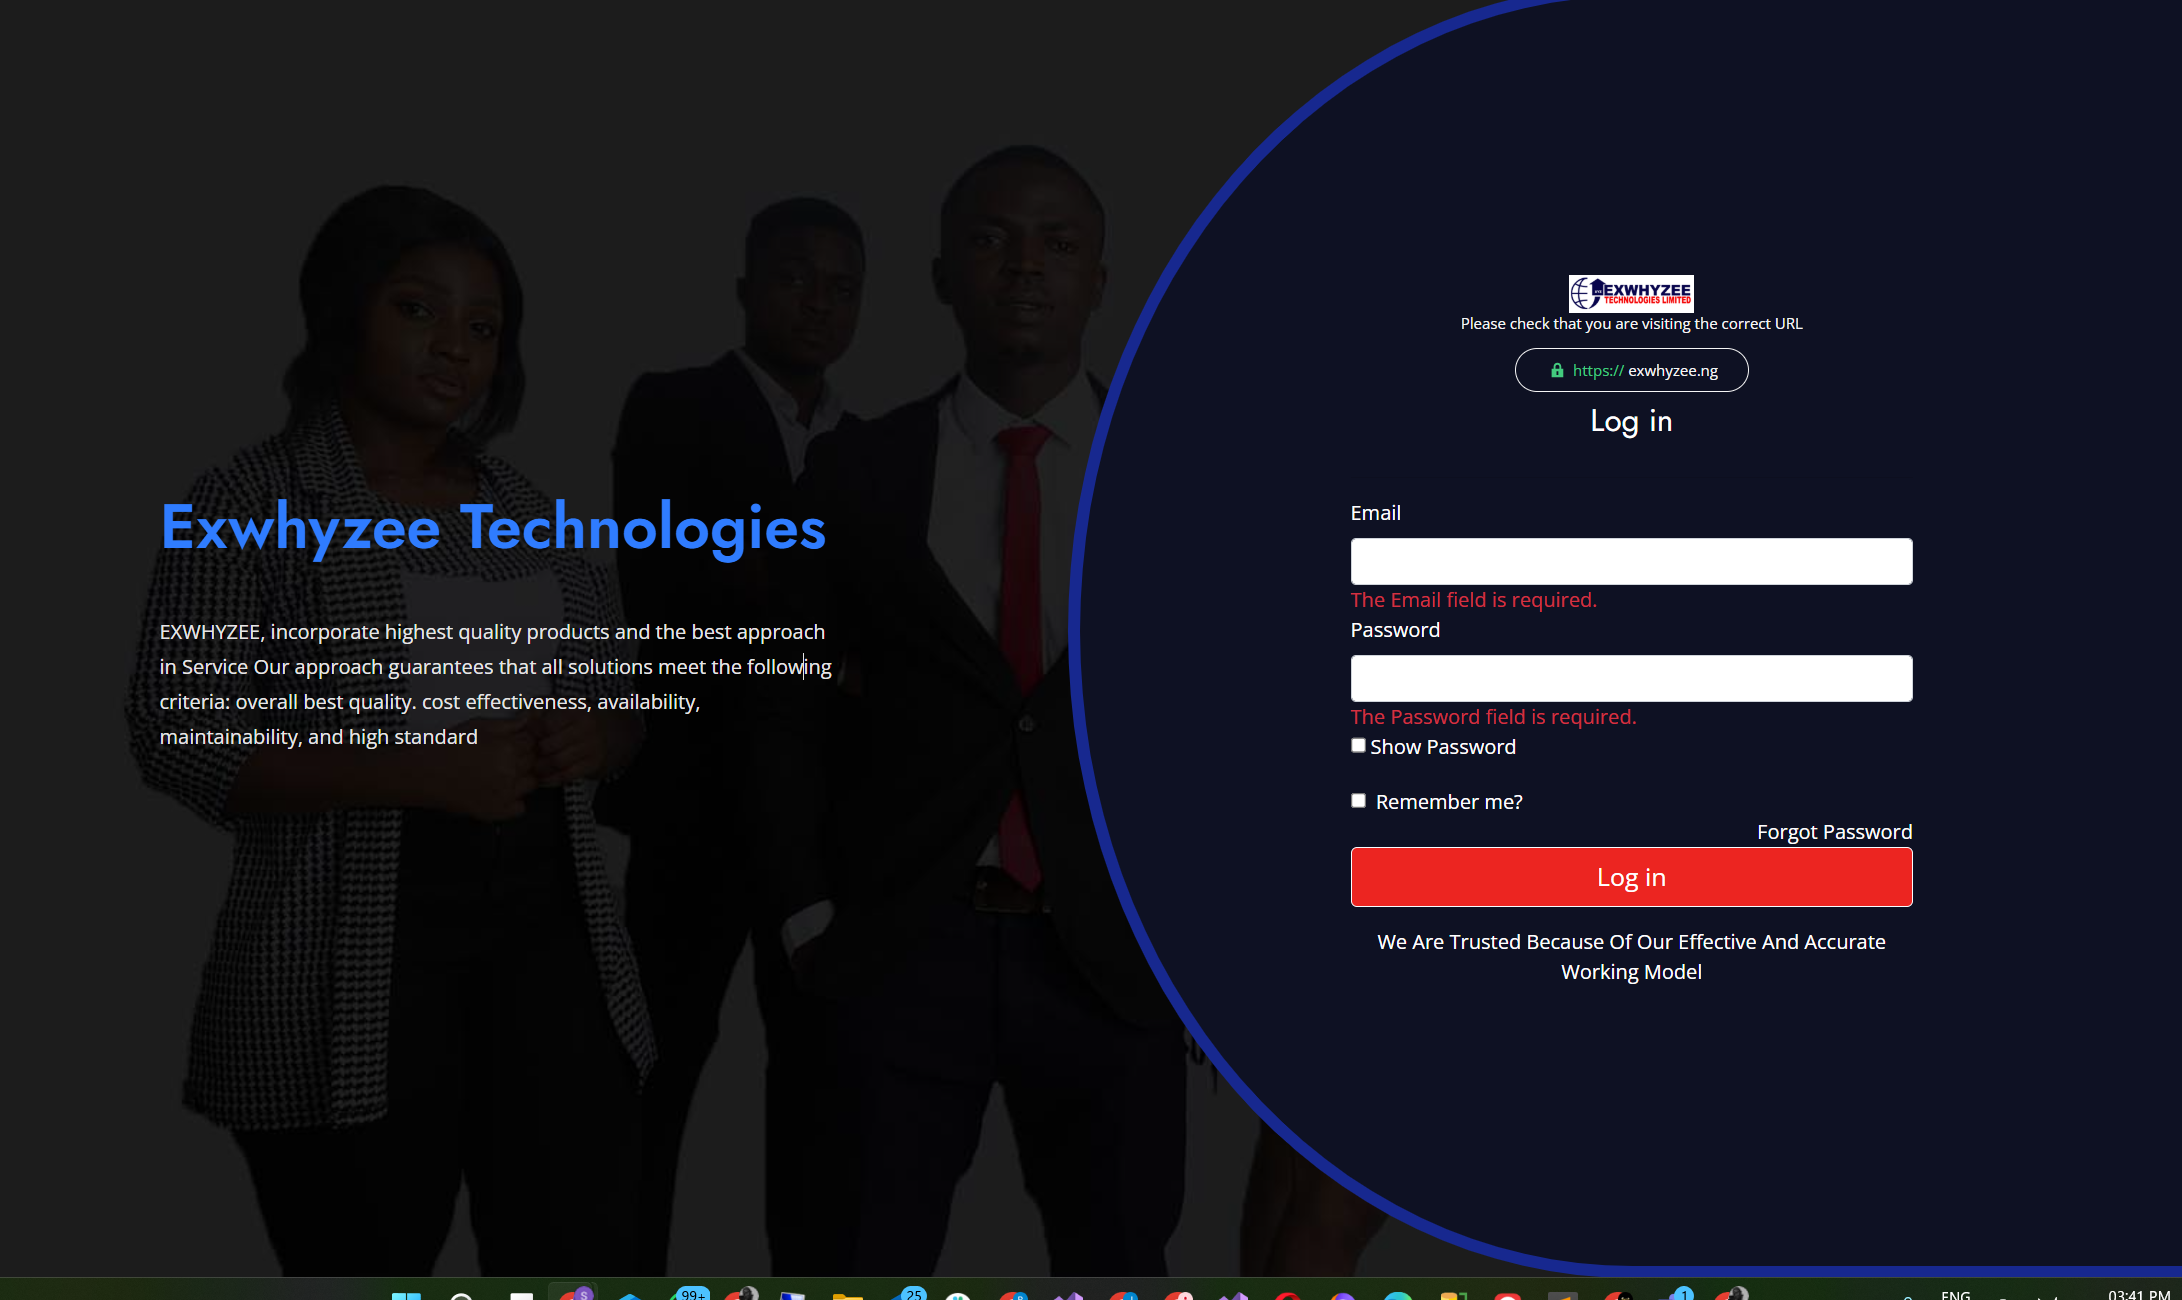 Exwhyzee Technologies
EXWHYZEE, incorporate highest quality products and the best approach
in Service Our approach guarantees that all solutions meet the following
criteria: overall best quality. cost effectiveness, availability,
maintainability, and high standard
EXWHYZEE
TECHNOLOGIES LIMITED
Please check that you are visiting the correct URL
https:// exwhyzee.ng
Log in
Email
The Email field is required.
Password
The Password field is required.
Show Password
Remember me?
Forgot Password
Log in
We Are Trusted Because Of Our Effective And Accurate
Working Model
S
99+
25
1
ENG
03:41 PM